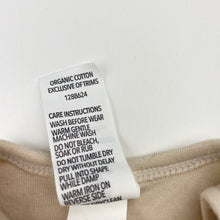 ORGANIC COTTON
EXCLUSIVE OF TRIMS
1288624
CARE INSTRUCTIONS
WASH BEFORE WEAR
WARM GENTLE
MACHINE WASH
DO NOT BLEACH,
SOAK OR RUB
DO NOT TUMBLE DRY
DRY WITHOUT DELAY
PULL INTO SHAPE
WHILE DAMP
WARM IRON ON
REVERSE SIDE